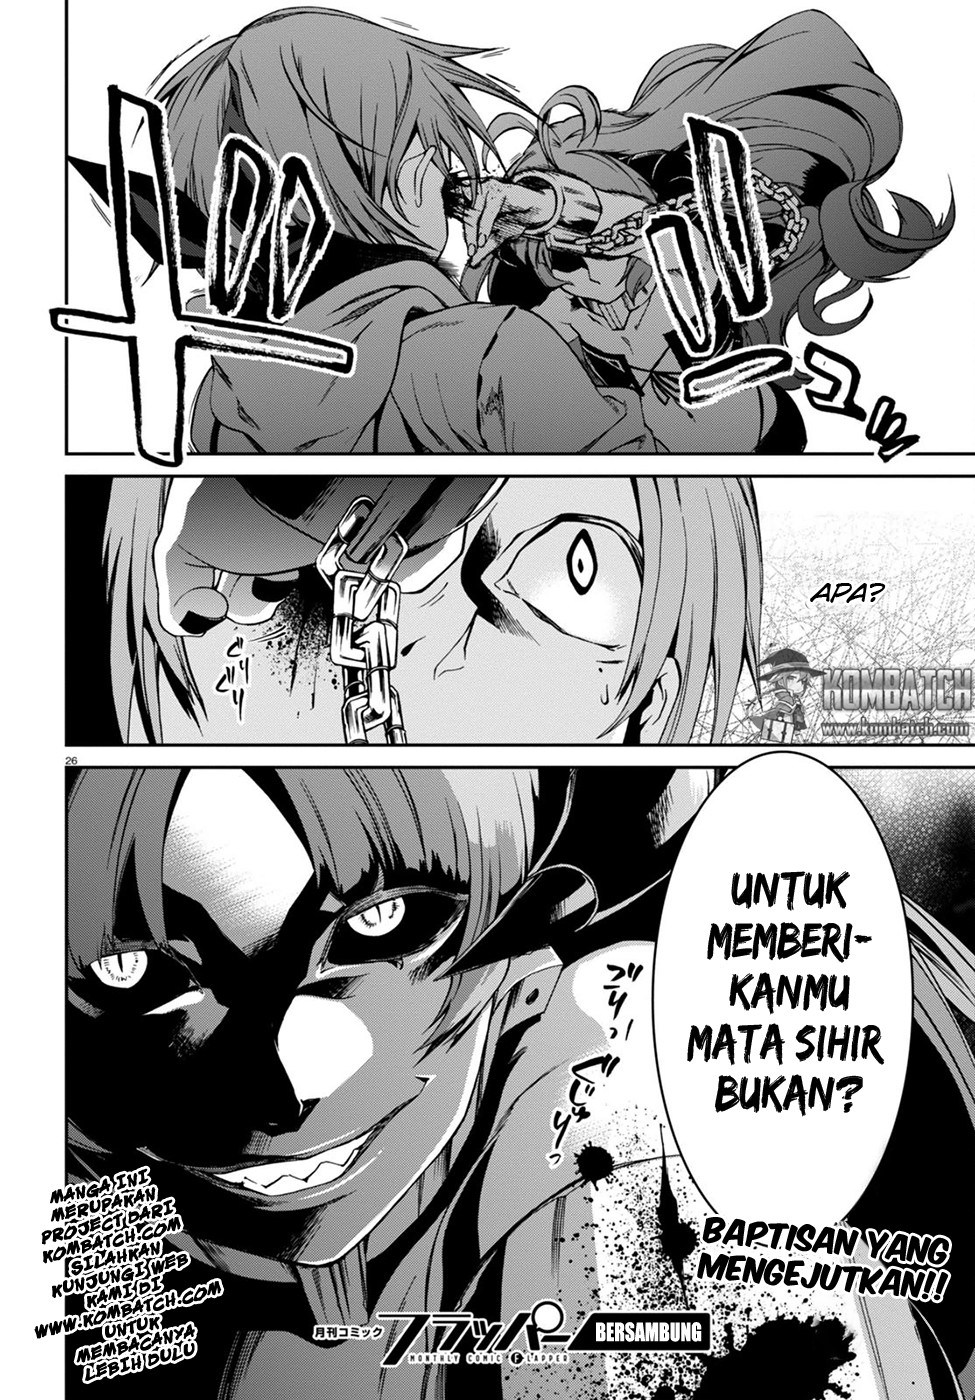 APA?
KOMBATCH
www.kombatch.com
26
UNTUK
MEMBERI-
KANMU
MATA SIHIR
BUKAN?
BAPTISAN YANG
MENGEJUTKAN!!
MANGA INI
MERUPAKAN
PROJECT DARI
KOMBATCH.COM
SILAHKAN
KUNJUNGI WEB
KAMI DI
WWW.KOMBATCH.COM
UNTUK
MEMBACANYA
LEBIH DULU
月刊コミック
フラッパー
MONTHLY COMIC FLAPPER
BERSAMBUNG